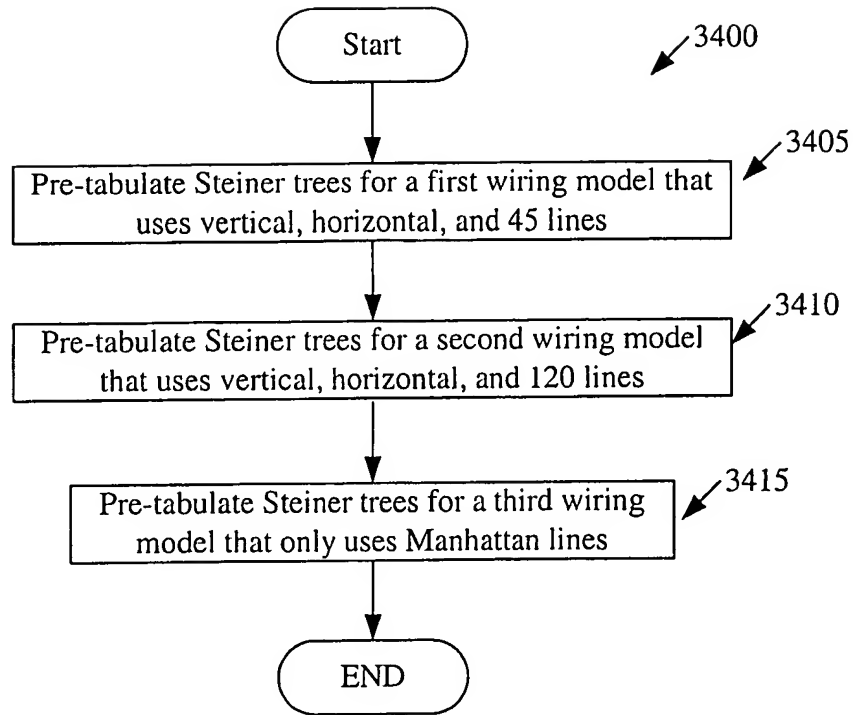 Start
3400
3405
Pre-tabulate Steiner trees for a first wiring model that
uses vertical, horizontal, and 45 lines
3410
Pre-tabulate Steiner trees for a second wiring model
that uses vertical, horizontal, and 120 lines
3415
Pre-tabulate Steiner trees for a third wiring
model that only uses Manhattan lines
END